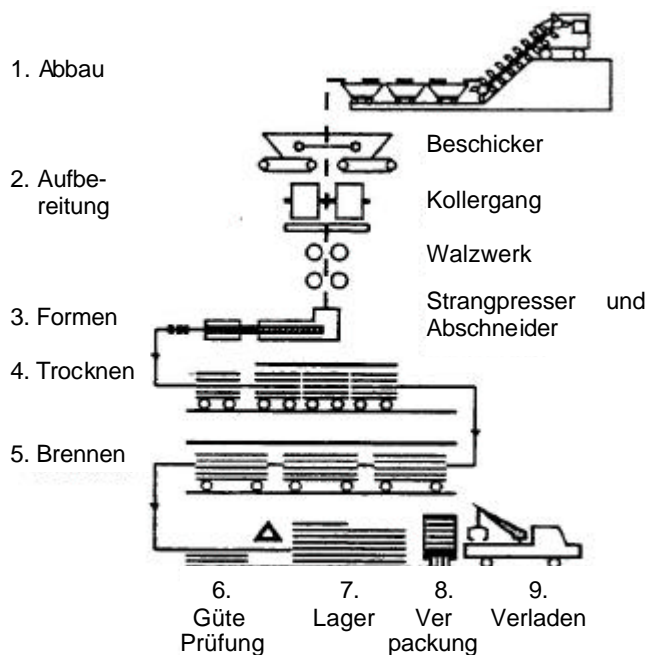 1. Abbau
Beschicker
2. Aufbe-
reitung
Kollergang
Walzwerk
Strangpresser und
Abschneider
3. Formen
4. Trocknen
5. Brennen
6.
Güte
Prüfung
7.
Lager
8.
Ver
packung
9.
Verladen